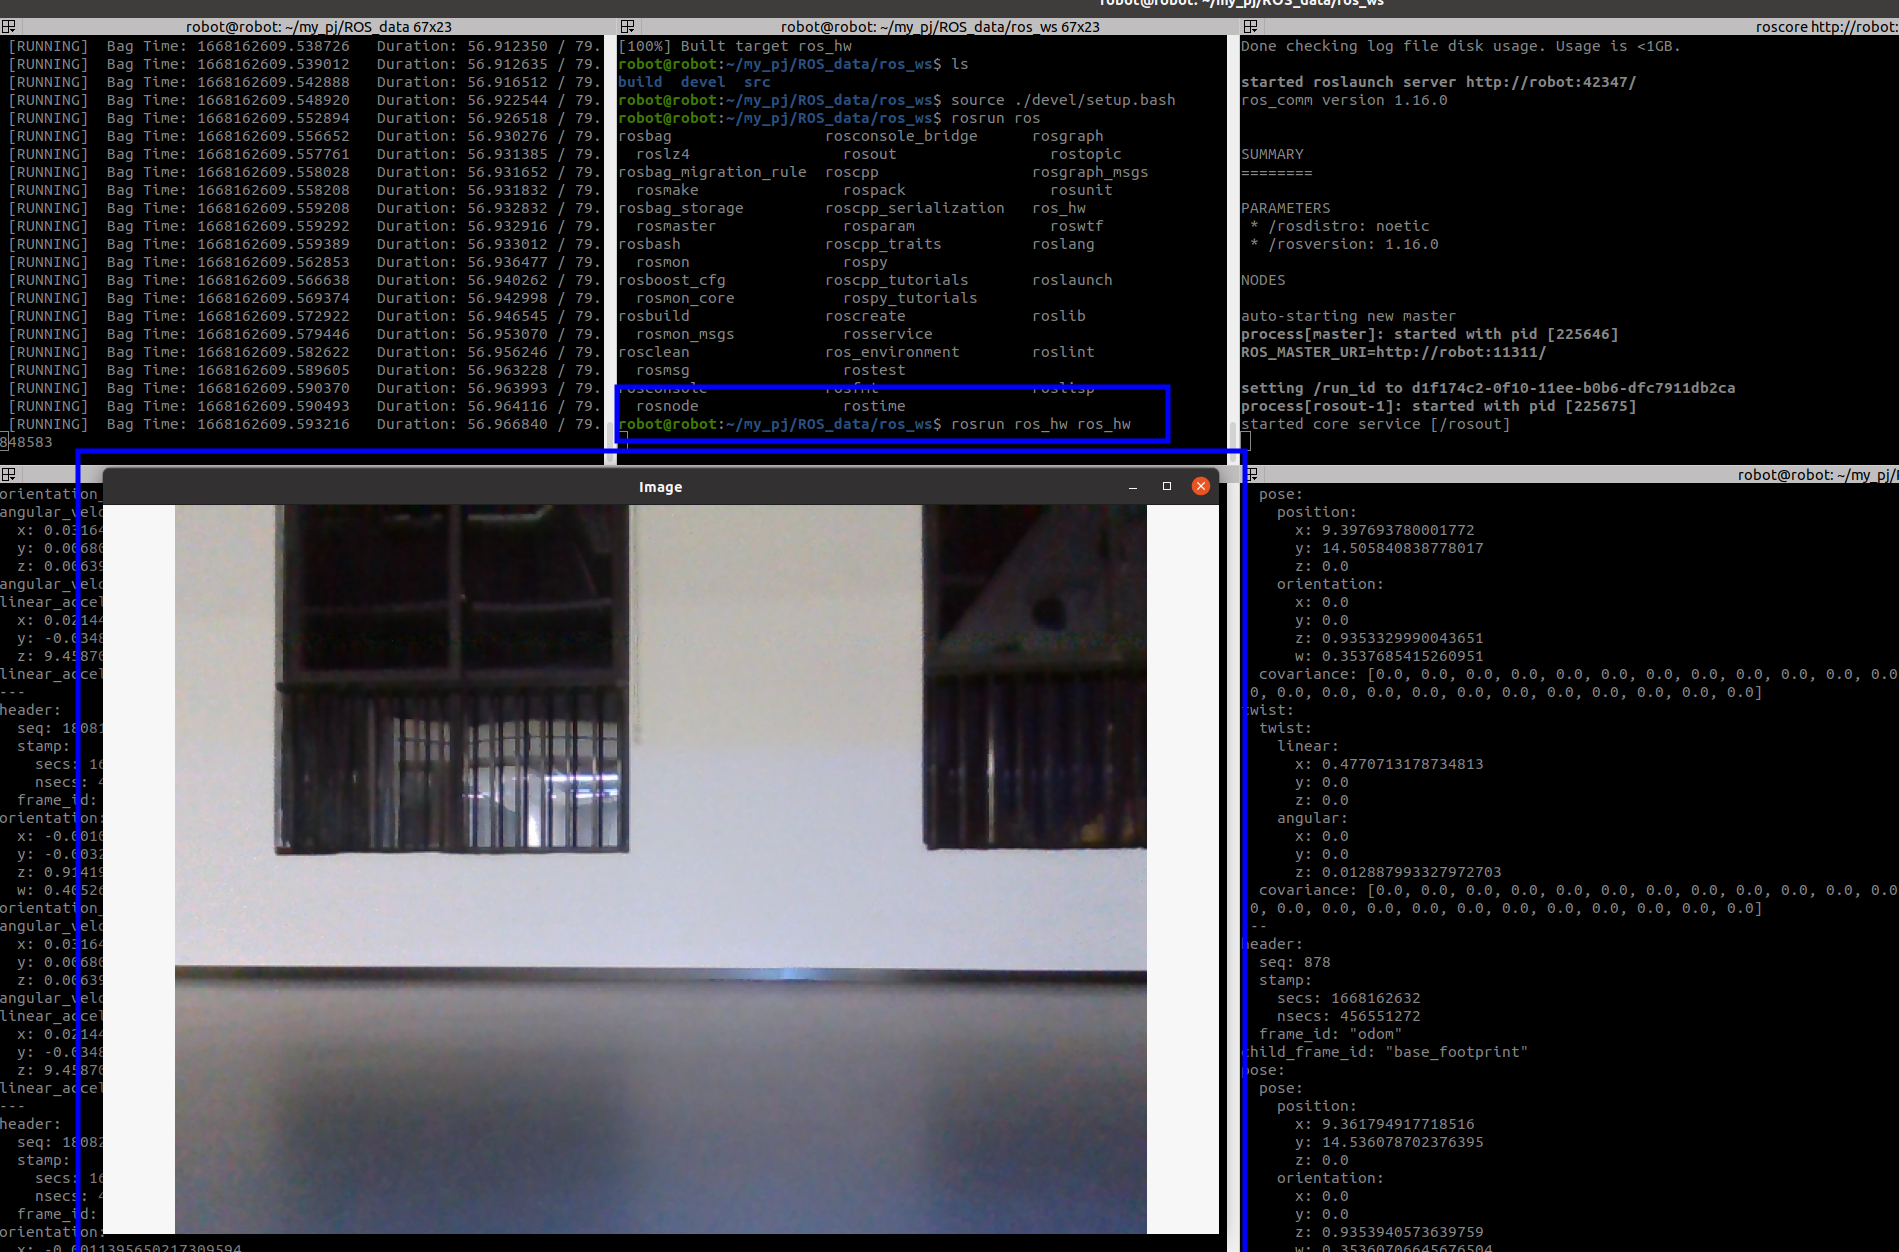 robot@robot: ~/my_pj/ROS_data/ros_ws
robot@robot: ~/my_pj/ROS_data 67x23
[RUNNING]  Bag Time: 1668162609.538726   Duration: 56.912350 / 79.
[RUNNING]  Bag Time: 1668162609.539012   Duration: 56.912635 / 79.
[RUNNING]  Bag Time: 1668162609.542888   Duration: 56.916512 / 79.
[RUNNING]  Bag Time: 1668162609.548920   Duration: 56.922544 / 79.
[RUNNING]  Bag Time: 1668162609.552894   Duration: 56.926518 / 79.
[RUNNING]  Bag Time: 1668162609.556652   Duration: 56.930276 / 79.
[RUNNING]  Bag Time: 1668162609.557761   Duration: 56.931385 / 79.
[RUNNING]  Bag Time: 1668162609.558028   Duration: 56.931652 / 79.
[RUNNING]  Bag Time: 1668162609.558208   Duration: 56.931832 / 79.
[RUNNING]  Bag Time: 1668162609.559208   Duration: 56.932832 / 79.
[RUNNING]  Bag Time: 1668162609.559292   Duration: 56.932916 / 79.
[RUNNING]  Bag Time: 1668162609.559389   Duration: 56.933012 / 79.
[RUNNING]  Bag Time: 1668162609.562853   Duration: 56.936477 / 79.
[RUNNING]  Bag Time: 1668162609.566638   Duration: 56.940262 / 79.
[RUNNING]  Bag Time: 1668162609.569374   Duration: 56.942998 / 79.
[RUNNING]  Bag Time: 1668162609.572922   Duration: 56.946545 / 79.
[RUNNING]  Bag Time: 1668162609.579446   Duration: 56.953070 / 79.
[RUNNING]  Bag Time: 1668162609.582622   Duration: 56.956246 / 79.
[RUNNING]  Bag Time: 1668162609.589605   Duration: 56.963228 / 79.
[RUNNING]  Bag Time: 1668162609.590370   Duration: 56.963993 / 79.
[RUNNING]  Bag Time: 1668162609.590493   Duration: 56.964116 / 79.
[RUNNING]  Bag Time: 1668162609.593216   Duration: 56.966840 / 79.
848583
robot@robot: ~/my_pj/ROS_data/ros_ws 67x23
[100%] Built target ros_hw
robot@robot:~/my_pj/ROS_data/ros_ws$ ls
build  devel  src
robot@robot:~/my_pj/ROS_data/ros_ws$ source ./devel/setup.bash
robot@robot:~/my_pj/ROS_data/ros_ws$ rosrun ros
rosbag                 rosconsole_bridge      rosgraph
roslz4                 rosout                 rostopic
rosbag_migration_rule  roscpp                 rosgraph_msgs
rosmake                rospack                rosunit
rosbag_storage         roscpp_serialization   ros_hw
rosmaster              rosparam               roswtf
rosbash                roscpp_traits          roslang
rosmon                 rospy
rosboost_cfg           roscpp_tutorials       roslaunch
rosmon_core            rospy_tutorials
rosbuild               roscreate              roslib
rosmon_msgs            rosservice
rosclean               ros_environment        roslint
rosmsg                 rostest
rosconsole             rosfmt                 roslisp
rosnode                rostime
robot@robot:~/my_pj/ROS_data/ros_ws$ rosrun ros_hw ros_hw
roscore http://robot:
Done checking log file disk usage. Usage is <1GB.
started roslaunch server http://robot:42347/
ros_comm version 1.16.0
SUMMARY
========
PARAMETERS
* /rosdistro: noetic
* /rosversion: 1.16.0
NODES
auto-starting new master
process[master]: started with pid [225646]
ROS_MASTER_URI=http://robot:11311/
setting /run_id to d1f174c2-0f10-11ee-b0b6-dfc7911db2ca
process[rosout-1]: started with pid [225675]
started core service [/rosout]
orientation_
angular_velo
x: 0.03164
y: 0.00680
z: 0.00639
angular_velo
linear_accel
x: 0.02144
y: -0.0348
z: 9.45870
linear_accel
---
header:
seq: 18081
stamp:
secs: 16
nsecs: 4
frame_id:
orientation:
x: -0.0010
y: -0.0032
z: 0.91419
w: 0.40526
orientation_
angular_velo
x: 0.03164
y: 0.00680
z: 0.00639
angular_velo
linear_accel
x: 0.02144
y: -0.0348
z: 9.45870
linear_accel
---
header:
seq: 18082
stamp:
secs: 16
nsecs: 4
frame_id:
orientation:
x: -0.0011395650217309594
Image
robot@robot: ~/my_pj/
pose:
position:
x: 9.397693780001772
y: 14.505840838778017
z: 0.0
orientation:
x: 0.0
y: 0.0
z: 0.9353329990043651
w: 0.3537685415260951
covariance: [0.0, 0.0, 0.0, 0.0, 0.0, 0.0, 0.0, 0.0, 0.0, 0.0, 0.0, 0.0
0, 0.0, 0.0, 0.0, 0.0, 0.0, 0.0, 0.0, 0.0, 0.0, 0.0, 0.0]
twist:
twist:
linear:
x: 0.4770713178734813
y: 0.0
z: 0.0
angular:
x: 0.0
y: 0.0
z: 0.012887993327972703
covariance: [0.0, 0.0, 0.0, 0.0, 0.0, 0.0, 0.0, 0.0, 0.0, 0.0, 0.0, 0.0
0, 0.0, 0.0, 0.0, 0.0, 0.0, 0.0, 0.0, 0.0, 0.0, 0.0, 0.0]
---
header:
seq: 878
stamp:
secs: 1668162632
nsecs: 456551272
frame_id: "odom"
child_frame_id: "base_footprint"
pose:
pose:
position:
x: 9.361794917718516
y: 14.536078702376395
z: 0.0
orientation:
x: 0.0
y: 0.0
z: 0.9353940573639759
w: 0.35360706645676504